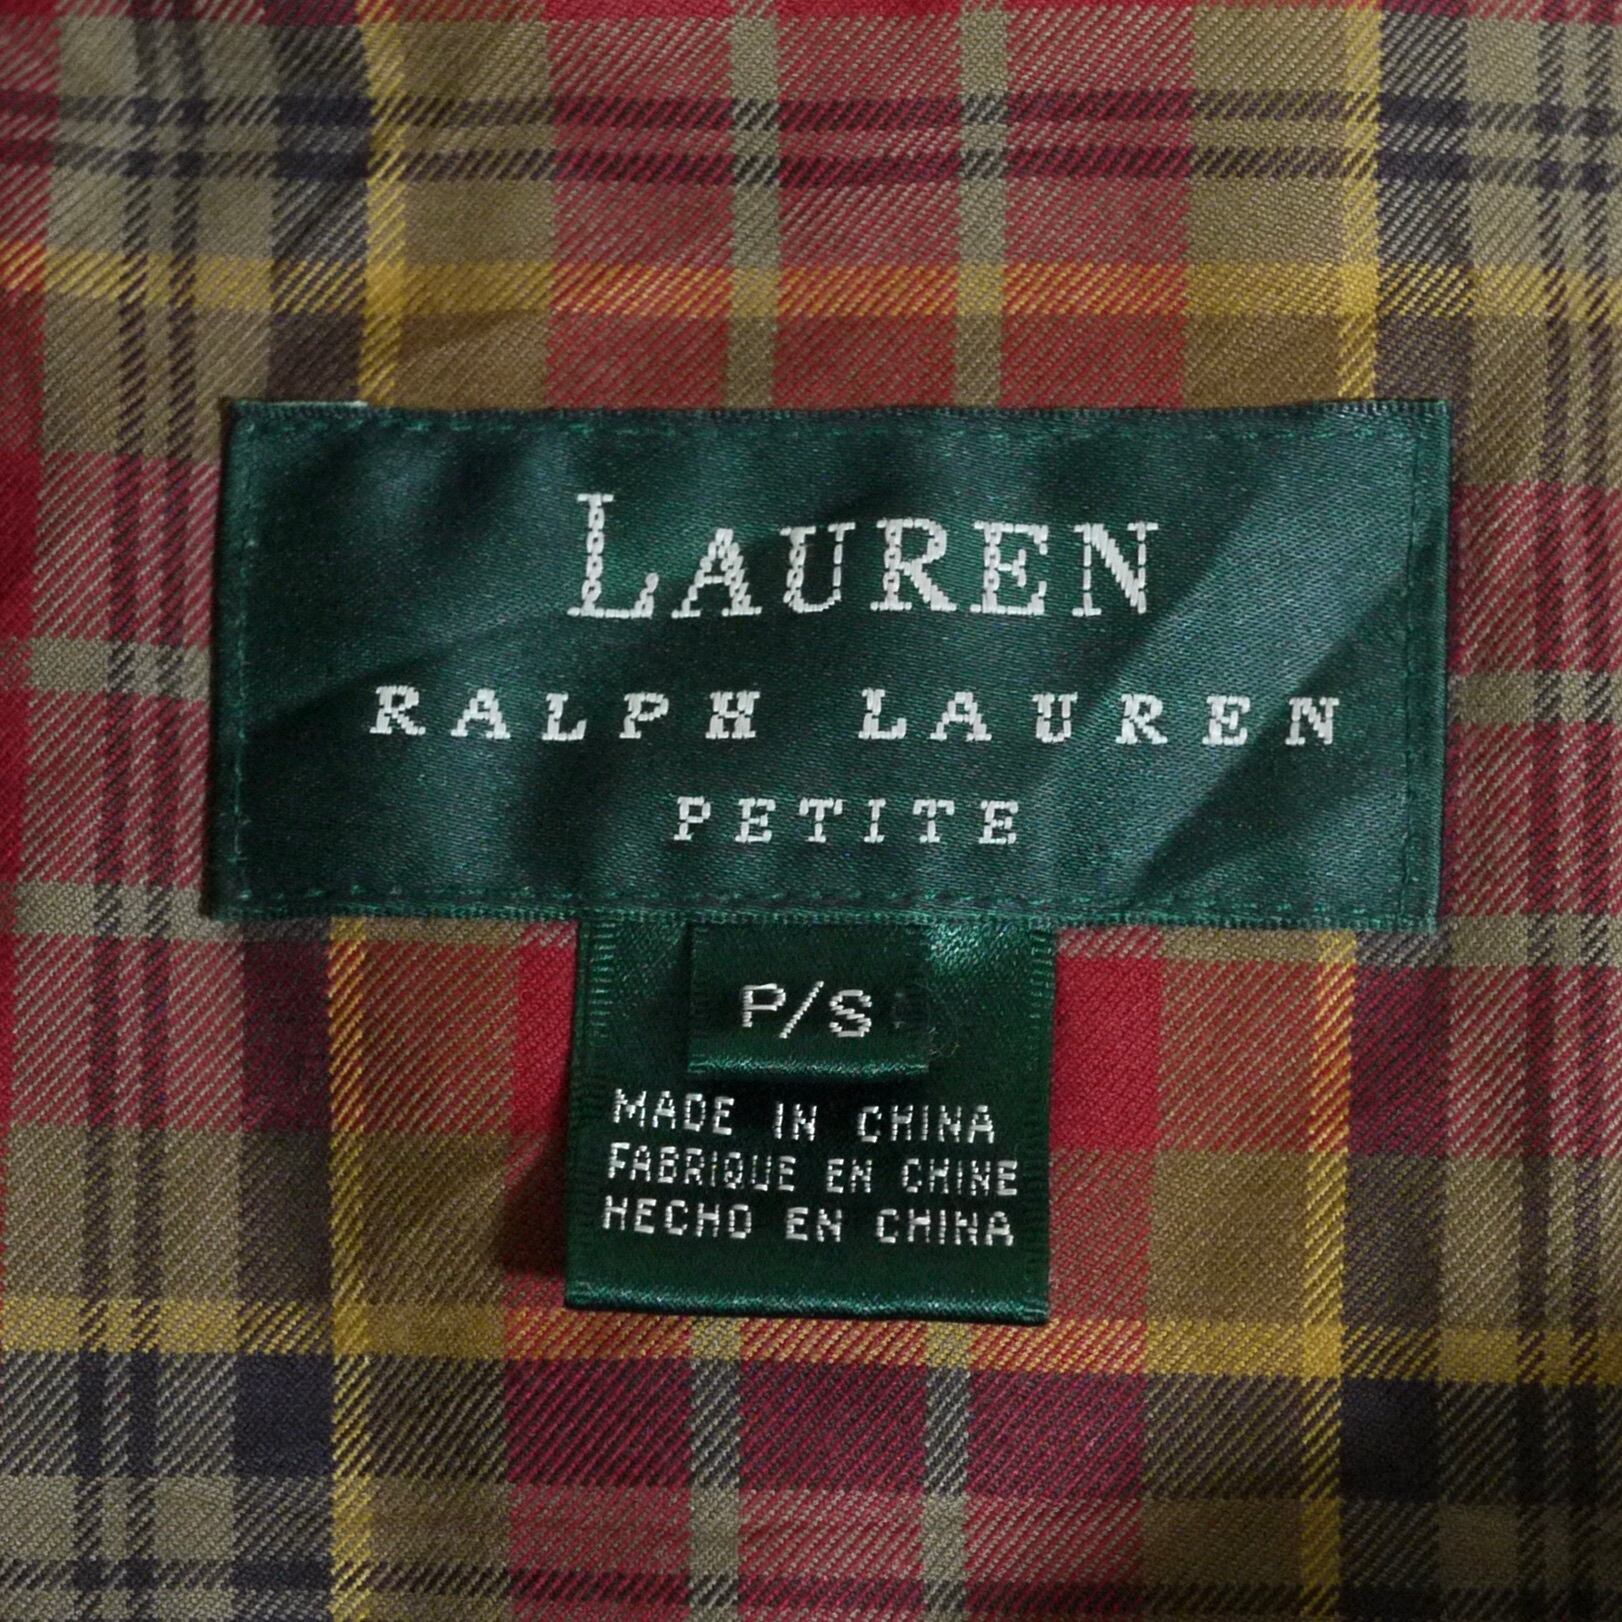 LAUREN
RALPH LAUREN
PETITE
P/S
MADE IN CHINA
FABRIQUE EN CHINE
HECHO EN CHINA